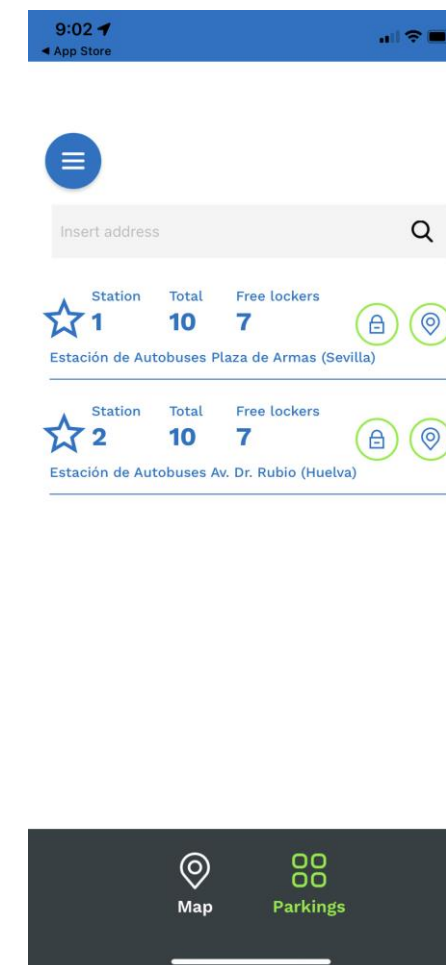 9:02
◀ App Store
Insert address
Station Total Free lockers
1 10 7
Estación de Autobuses Plaza de Armas (Sevilla)
Station Total Free lockers
2 10 7
Estación de Autobuses Av. Dr. Rubio (Huelva)
Map Parkings